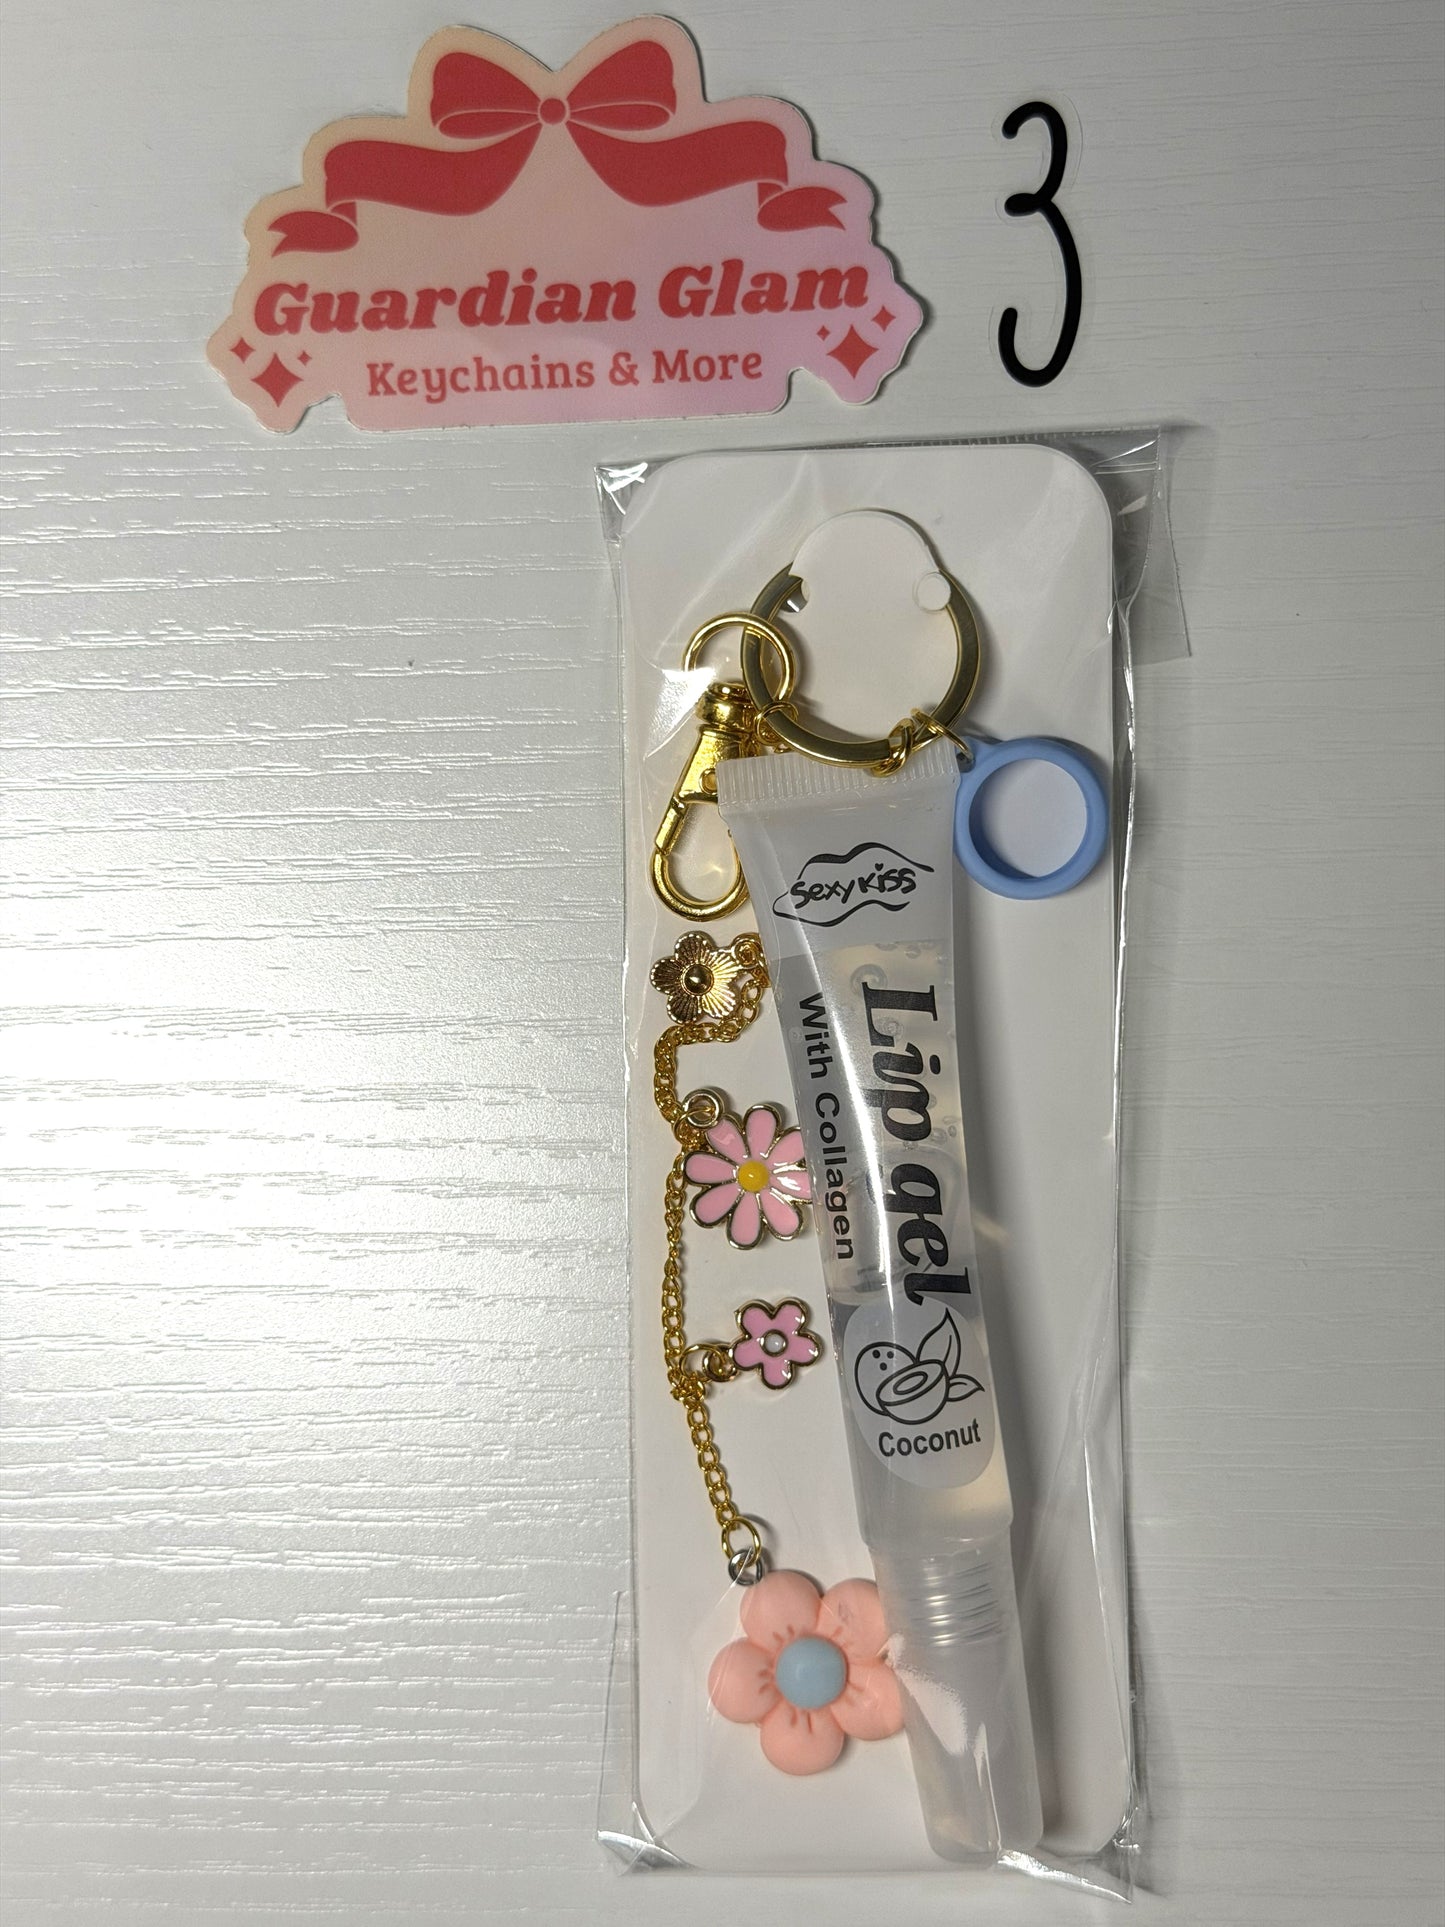 Guardian Glam
Keychains & More
3
sexy kiss
Lip gel
With Collagen
Coconut